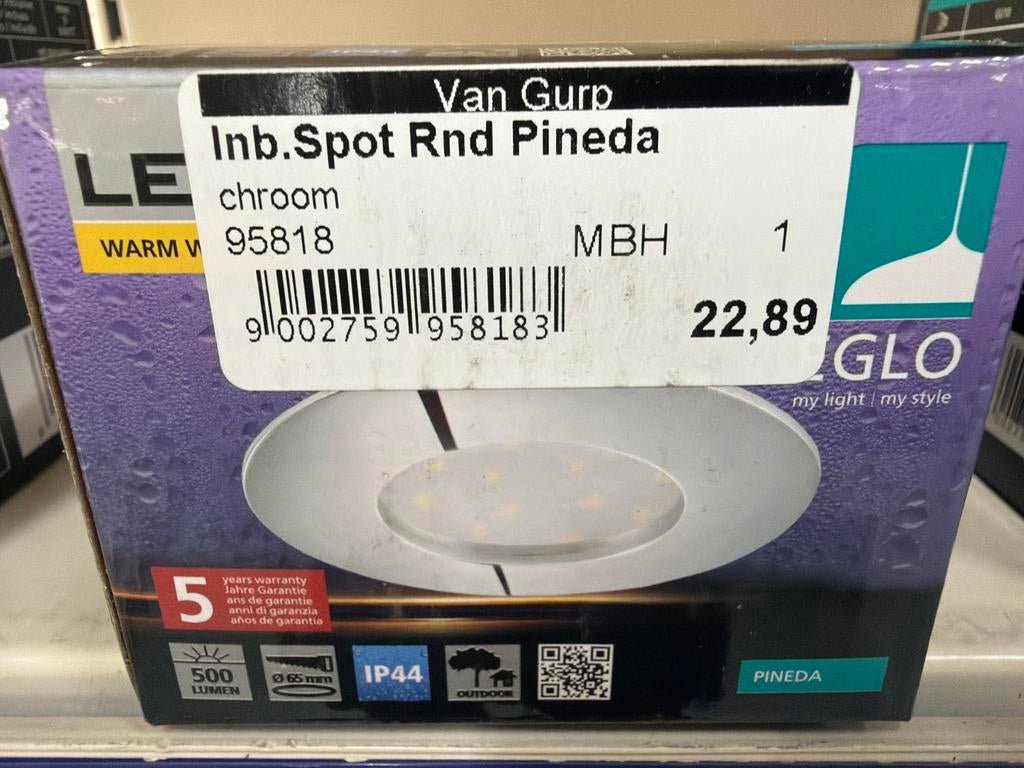 Van Gurp
Inb.Spot Rnd Pineda
chroom
95818 MBH 1
9 002759 958183
22,89
LE
WARM W
EGLO
my light | my style
5 years warranty
Jahre Garantie
ans de garantie
anni di garanzia
años de garantia
500
LUMEN
Ø 65 mm
IP44
OUTDOOR
PINEDA